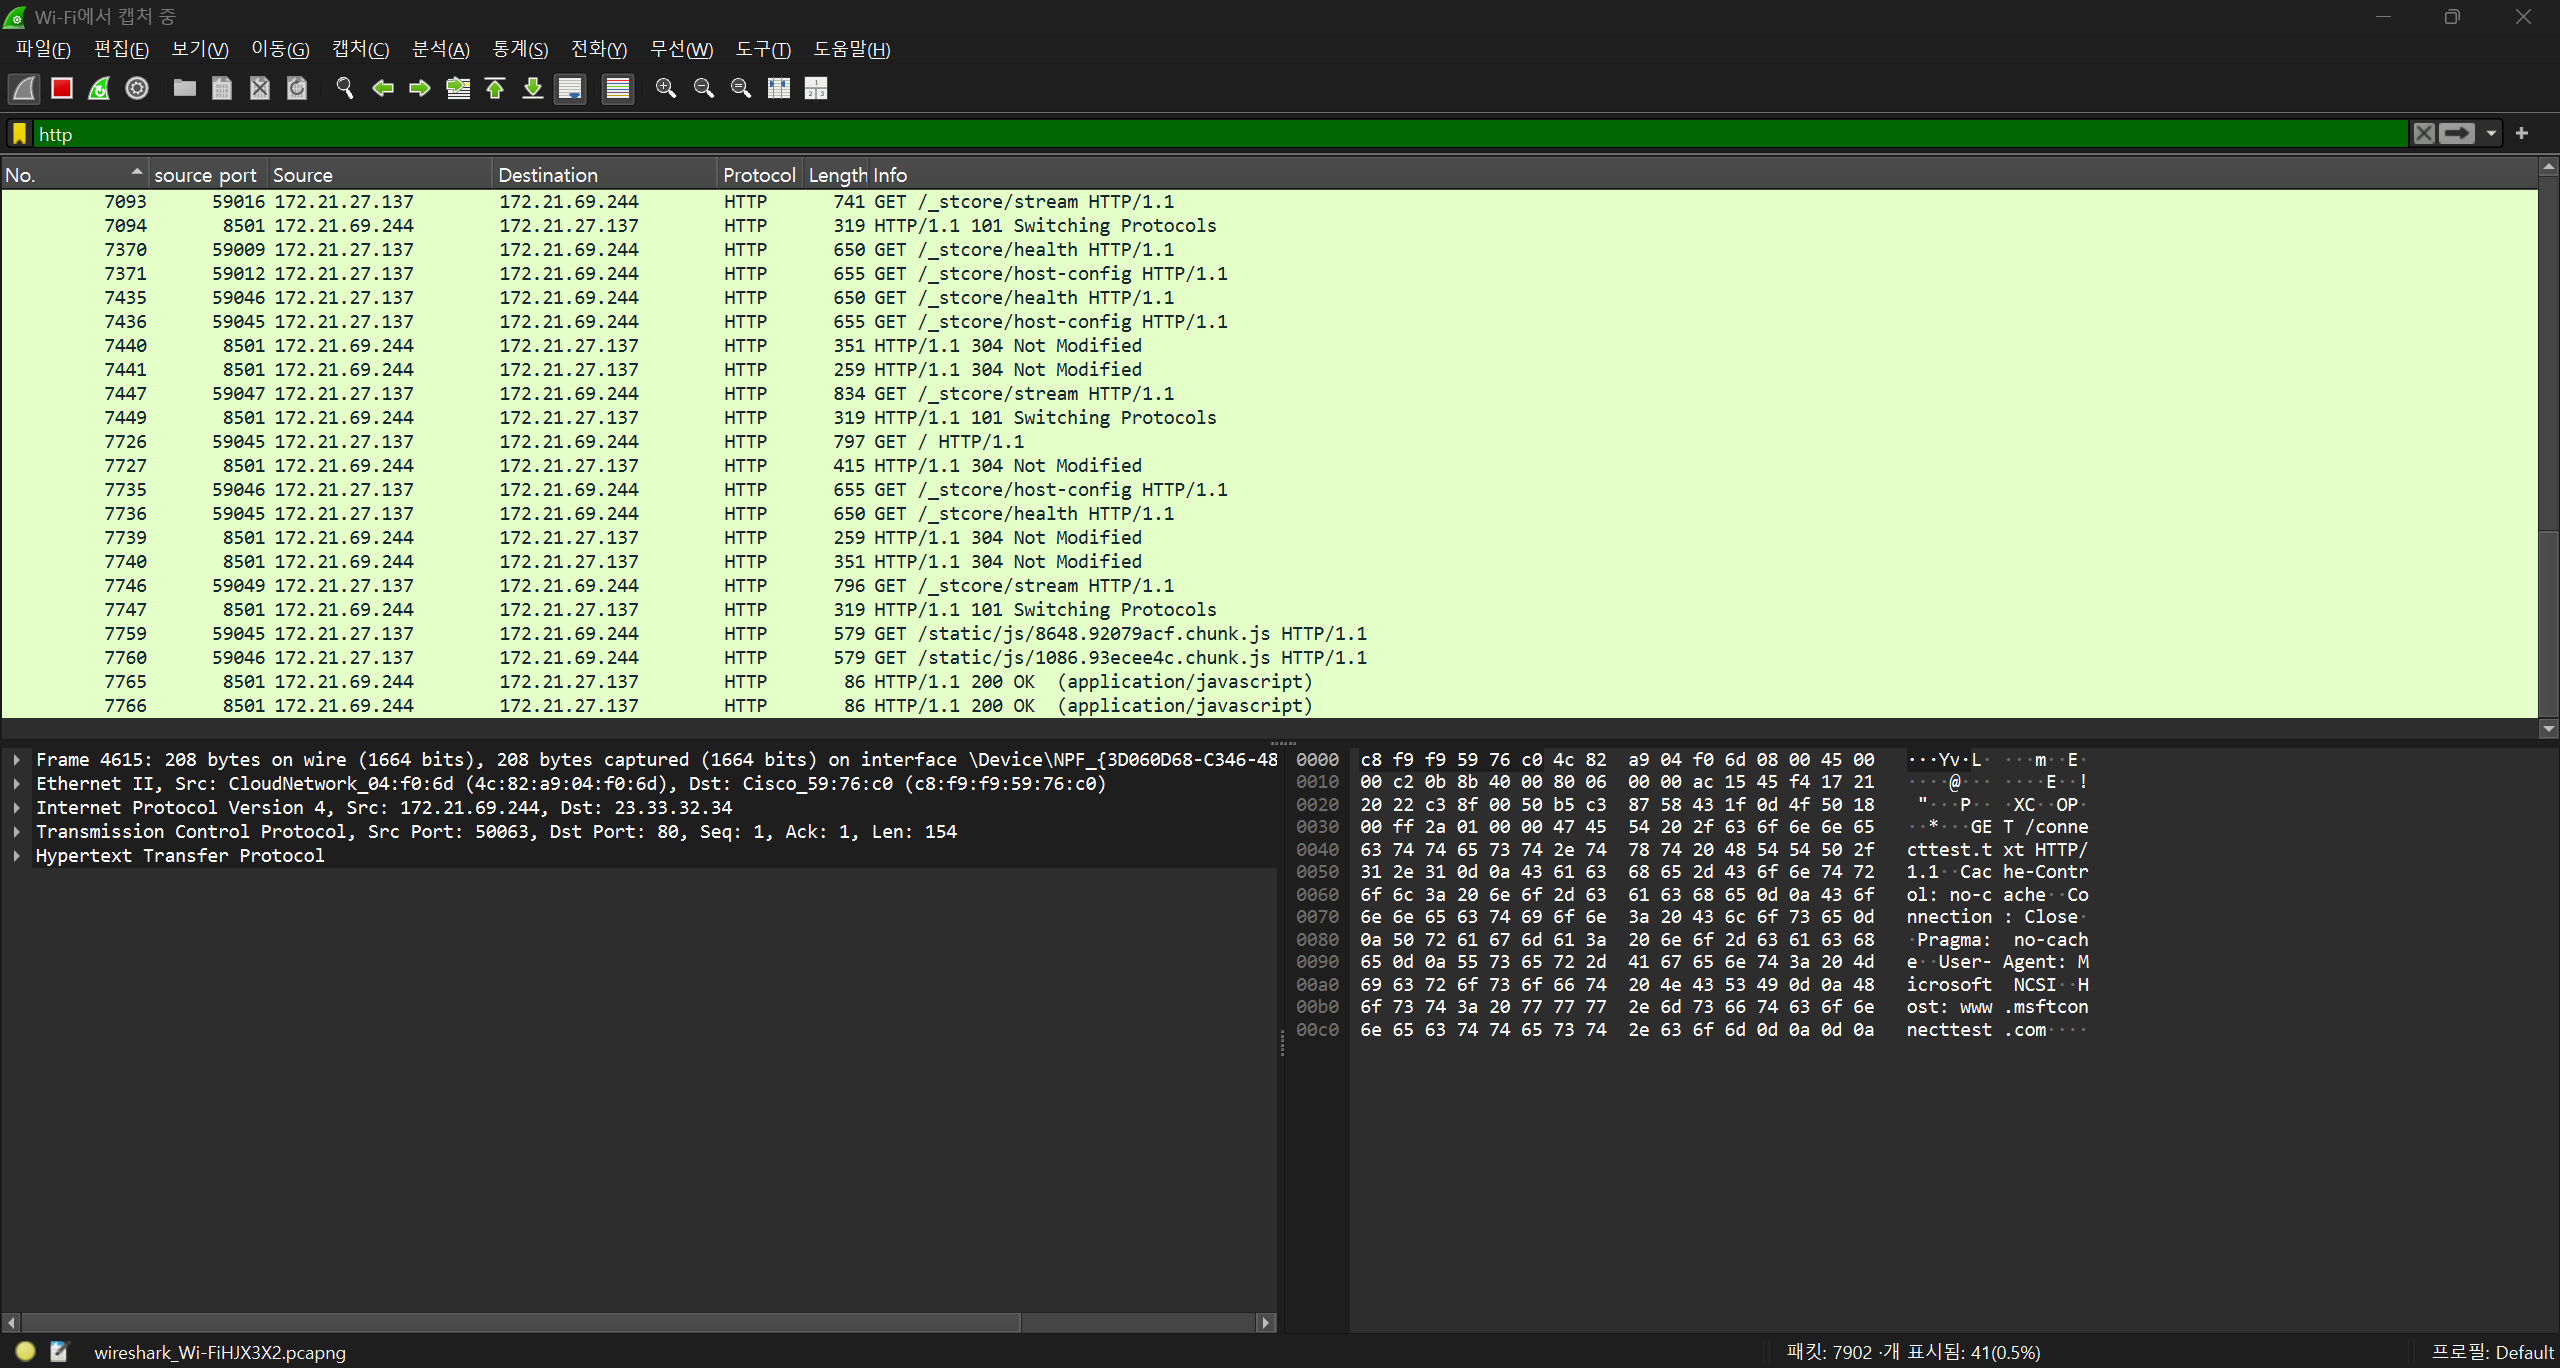 Wi-Fi에서 캡처 중
파일(F) 편집(E) 보기(V) 이동(G) 캡처(C) 분석(A) 통계(S) 전화(Y) 무선(W) 도구(T) 도움말(H)
http
No. source port Source Destination Protocol Length Info
7093 59016 172.21.27.137 172.21.69.244 HTTP 741 GET /_stcore/stream HTTP/1.1
7094 8501 172.21.69.244 172.21.27.137 HTTP 319 HTTP/1.1 101 Switching Protocols
7370 59009 172.21.27.137 172.21.69.244 HTTP 650 GET /_stcore/health HTTP/1.1
7371 59012 172.21.27.137 172.21.69.244 HTTP 655 GET /_stcore/host-config HTTP/1.1
7435 59046 172.21.27.137 172.21.69.244 HTTP 650 GET /_stcore/health HTTP/1.1
7436 59045 172.21.27.137 172.21.69.244 HTTP 655 GET /_stcore/host-config HTTP/1.1
7440 8501 172.21.69.244 172.21.27.137 HTTP 351 HTTP/1.1 304 Not Modified
7441 8501 172.21.69.244 172.21.27.137 HTTP 259 HTTP/1.1 304 Not Modified
7447 59047 172.21.27.137 172.21.69.244 HTTP 834 GET /_stcore/stream HTTP/1.1
7449 8501 172.21.69.244 172.21.27.137 HTTP 319 HTTP/1.1 101 Switching Protocols
7726 59045 172.21.27.137 172.21.69.244 HTTP 797 GET / HTTP/1.1
7727 8501 172.21.69.244 172.21.27.137 HTTP 415 HTTP/1.1 304 Not Modified
7735 59046 172.21.27.137 172.21.69.244 HTTP 655 GET /_stcore/host-config HTTP/1.1
7736 59045 172.21.27.137 172.21.69.244 HTTP 650 GET /_stcore/health HTTP/1.1
7739 8501 172.21.69.244 172.21.27.137 HTTP 259 HTTP/1.1 304 Not Modified
7740 8501 172.21.69.244 172.21.27.137 HTTP 351 HTTP/1.1 304 Not Modified
7746 59049 172.21.27.137 172.21.69.244 HTTP 796 GET /_stcore/stream HTTP/1.1
7747 8501 172.21.69.244 172.21.27.137 HTTP 319 HTTP/1.1 101 Switching Protocols
7759 59045 172.21.27.137 172.21.69.244 HTTP 579 GET /static/js/8648.92079acf.chunk.js HTTP/1.1
7760 59046 172.21.27.137 172.21.69.244 HTTP 579 GET /static/js/1086.93ecee4c.chunk.js HTTP/1.1
7765 8501 172.21.69.244 172.21.27.137 HTTP 86 HTTP/1.1 200 OK (application/javascript)
7766 8501 172.21.69.244 172.21.27.137 HTTP 86 HTTP/1.1 200 OK (application/javascript)
Frame 4615: 208 bytes on wire (1664 bits), 208 bytes captured (1664 bits) on interface \Device\NPF_{3D060D68-C346-48
Ethernet II, Src: CloudNetwork_04:f0:6d (4c:82:a9:04:f0:6d), Dst: Cisco_59:76:c0 (c8:f9:f9:59:76:c0)
Internet Protocol Version 4, Src: 172.21.69.244, Dst: 23.33.32.34
Transmission Control Protocol, Src Port: 50063, Dst Port: 80, Seq: 1, Ack: 1, Len: 154
Hypertext Transfer Protocol
0000 c8 f9 f9 59 76 c0 4c 82 a9 04 f0 6d 08 00 45 00 ···Yv·L· ···m··E·
0010 00 c2 0b 8b 40 00 80 06 00 00 ac 15 45 f4 17 21 ····@··· ····E··!
0020 20 22 c3 8f 00 50 b5 c3 87 58 43 1f 0d 4f 50 18 "···P·· ·XC··OP·
0030 00 ff 2a 01 00 00 47 45 54 20 2f 63 6f 6e 6e 65 ··*···GE T /conne
0040 63 74 74 65 73 74 2e 74 78 74 20 48 54 54 50 2f cttest.t xt HTTP/
0050 31 2e 31 0d 0a 43 61 63 68 65 2d 43 6f 6e 74 72 1.1··Cac he-Contr
0060 6f 6c 3a 20 6e 6f 2d 63 61 63 68 65 0d 0a 43 6f ol: no-c ache··Co
0070 6e 6e 65 63 74 69 6f 6e 3a 20 43 6c 6f 73 65 0d nnection : Close·
0080 0a 50 72 61 67 6d 61 3a 20 6e 6f 2d 63 61 63 68 ·Pragma: no-cach
0090 65 0d 0a 55 73 65 72 2d 41 67 65 6e 74 3a 20 4d e··User- Agent: M
00a0 69 63 72 6f 73 6f 66 74 20 4e 43 53 49 0d 0a 48 icrosoft NCSI··H
00b0 6f 73 74 3a 20 77 77 77 2e 6d 73 66 74 63 6f 6e ost: www .msftcon
00c0 6e 65 63 74 74 65 73 74 2e 63 6f 6d 0d 0a 0d 0a necttest .com····
wireshark_Wi-FiHJX3X2.pcapng 패킷: 7902 ·개 표시됨: 41(0.5%) 프로필: Default